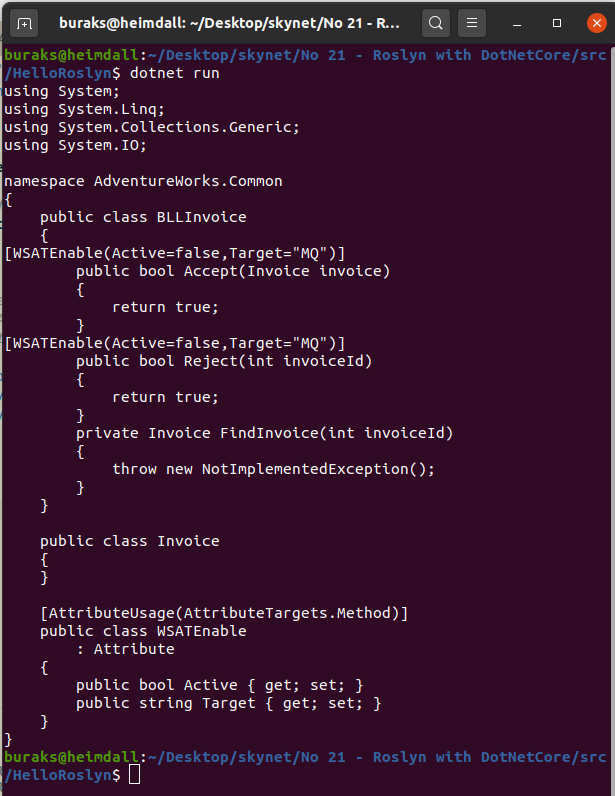 buraks@heimdall: ~/Desktop/skynet/No 21 - R...
buraks@heimdall:~/Desktop/skynet/No 21 - Roslyn with DotNetCore/src
/HelloRoslyn$ dotnet run
using System;
using System.Linq;
using System.Collections.Generic;
using System.IO;

namespace AdventureWorks.Common
{
    public class BLLInvoice
    {
[WSATEnable(Active=false,Target="MQ")]
        public bool Accept(Invoice invoice)
        {
            return true;
        }
[WSATEnable(Active=false,Target="MQ")]
        public bool Reject(int invoiceId)
        {
            return true;
        }
        private Invoice FindInvoice(int invoiceId)
        {
            throw new NotImplementedException();
        }
    }

    public class Invoice
    {
    }

    [AttributeUsage(AttributeTargets.Method)]
    public class WSATEnable
        : Attribute
    {
        public bool Active { get; set; }
        public string Target { get; set; }
    }
}
buraks@heimdall:~/Desktop/skynet/No 21 - Roslyn with DotNetCore/src
/HelloRoslyn$